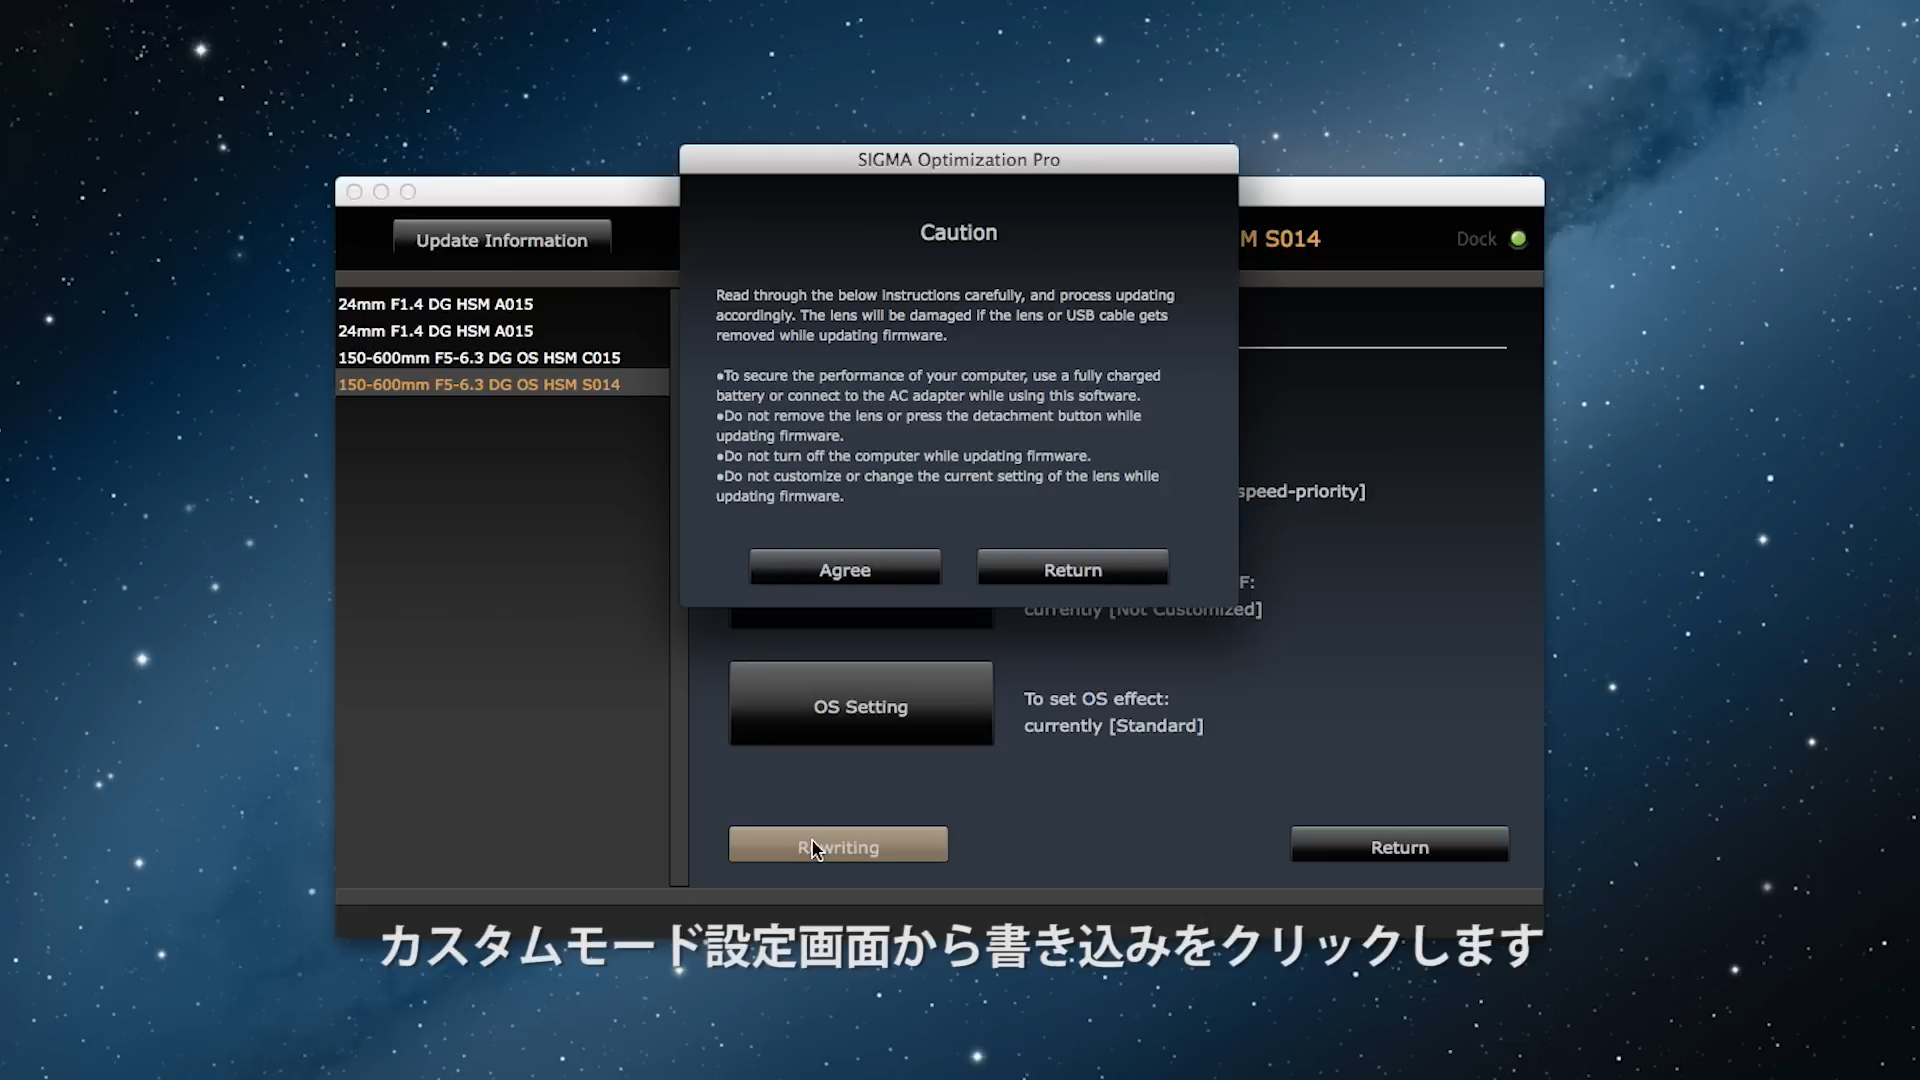 SIGMA Optimization Pro
Update Information
M S014
Dock
24mm F1.4 DG HSM A015
24mm F1.4 DG HSM A015
150-600mm F5-6.3 DG OS HSM C015
150-600mm F5-6.3 DG OS HSM S014
Caution
Read through the below instructions carefully, and process updating
accordingly. The lens will be damaged if the lens or USB cable gets
removed while updating firmware.
●To secure the performance of your computer, use a fully charged
battery or connect to the AC adapter while using this software.
●Do not remove the lens or press the detachment button while
updating firmware.
●Do not turn off the computer while updating firmware.
●Do not customize or change the current setting of the lens while
updating firmware.
Agree
Return
speed-priority]
F:
currently [Not Customized]
OS Setting
To set OS effect:
currently [Standard]
Rewriting
Return
カスタムモード設定画面から書き込みをクリックします